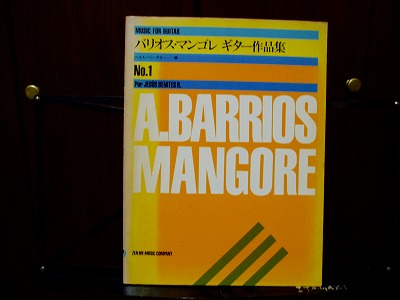 MUSIC FOR GUITAR
バリオス・マンゴレ ギター作品集
No.1
Por JESUS BENITES R.
A.BARRIOS
MANGORE
ZEN-ON MUSIC COMPANY